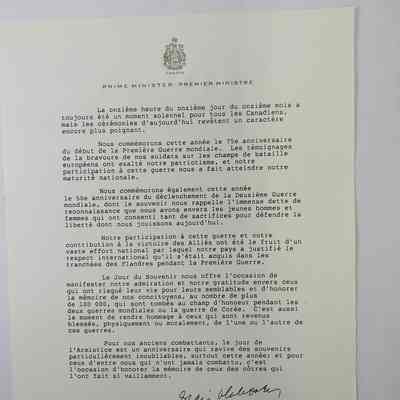 CANADA
PRIME MINISTER · PREMIER MINISTRE
La onzième heure du onzième jour du onzième mois a
toujours été un moment solennel pour tous les Canadiens,
mais les cérémonies d'aujourd'hui revêtent un caractère
encore plus poignant.
Nous commémorons cette année le 75e anniversaire
du début de la Première Guerre mondiale. Les témoignages
de la bravoure de nos soldats sur les champs de bataille
européens ont exalté notre patriotisme, et notre
participation à cette guerre nous a fait atteindre notre
maturité nationale.
Nous commémorons également cette année
le 50e anniversaire du déclenchement de la Deuxième Guerre
mondiale, dont le souvenir nous rappelle l'immense dette de
reconnaissance que nous avons envers les jeunes hommes et
femmes qui ont consenti tant de sacrifices pour défendre la
liberté dont nous jouissons aujourd'hui.
Notre participation à cette guerre et notre
contribution à la victoire des Alliés ont été le fruit d'un
vaste effort national par lequel notre pays a justifié le
respect international qu'il s'était acquis dans les
tranchées des Flandres pendant la Première Guerre.
Le Jour du Souvenir nous offre l'occasion de
manifester notre admiration et notre gratitude envers ceux
qui ont risqué leur vie pour leurs semblables et d'honorer
la mémoire de nos concitoyens, au nombre de plus
de 100 000, qui sont tombés au champ d'honneur pendant les
deux guerres mondiales ou la guerre de Corée. C'est aussi
le moment de rendre hommage à ceux qui sont revenus
blessés, physiquement ou moralement, de l'une ou l'autre de
ces guerres.
Pour nos anciens combattants, le jour de
l'Armistice est un anniversaire qui ravive des souvenirs
particulièrement inoubliables, surtout cette année; et pour
ceux d'entre nous qui n'ont jamais combattu, c'est
l'occasion d'honorer la mémoire de ceux des nôtres qui
l'ont fait si vaillamment.